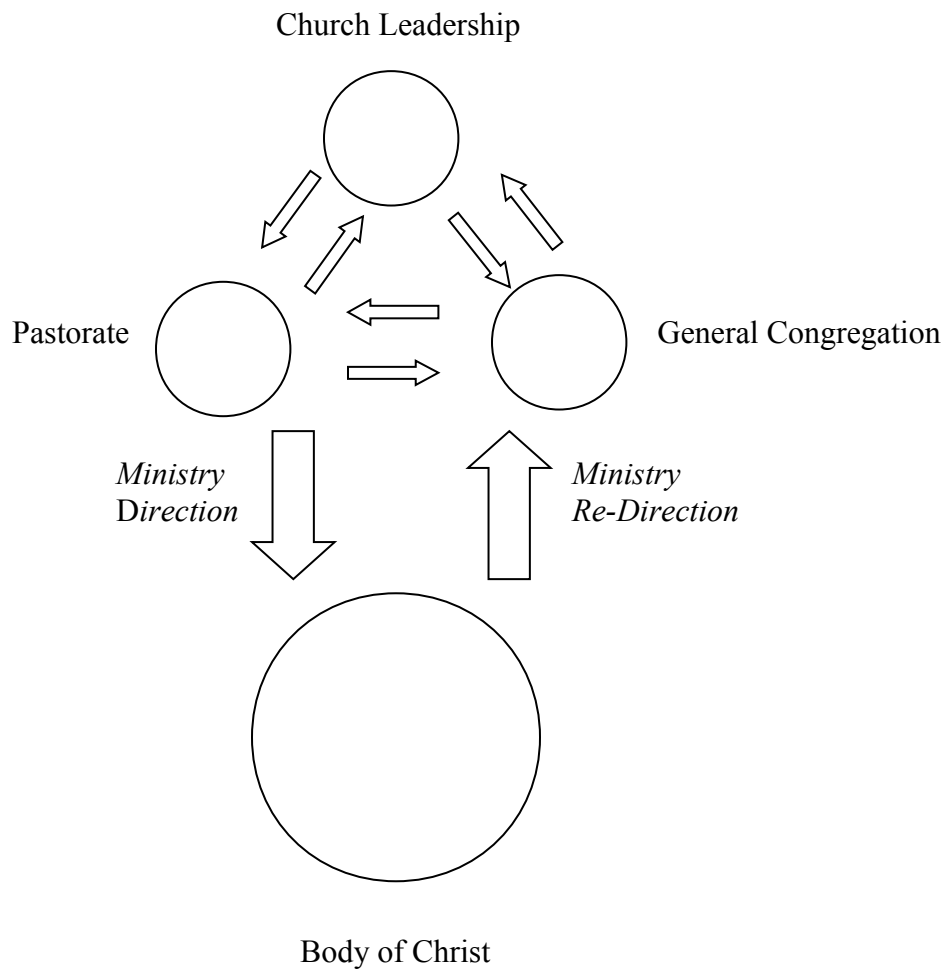 Church Leadership
Pastorate
General Congregation
Ministry
Direction
Ministry
Re-Direction
Body of Christ